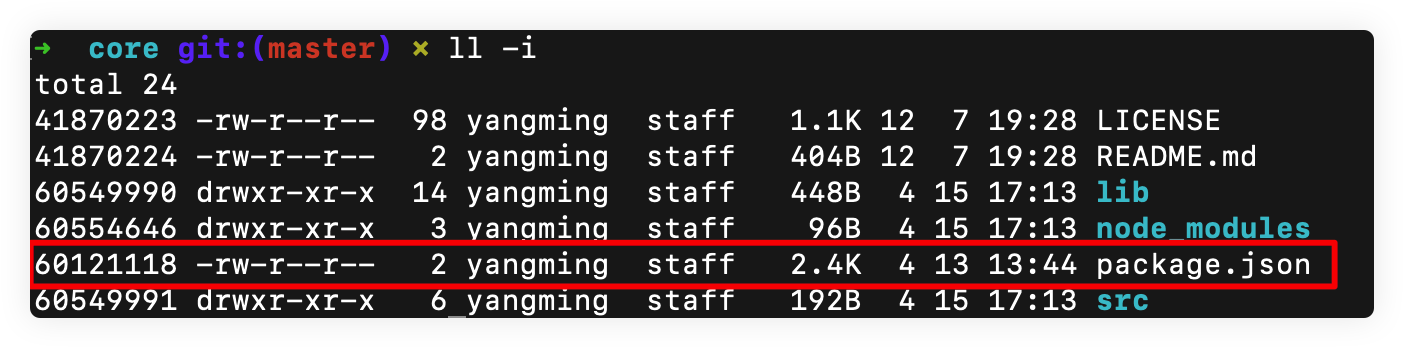 ➜ core git:(master) ✗ ll -i
total 24
41870223 -rw-r--r-- 98 yangming staff 1.1K 12 7 19:28 LICENSE
41870224 -rw-r--r-- 2 yangming staff 404B 12 7 19:28 README.md
60549990 drwxr-xr-x 14 yangming staff 448B 4 15 17:13 lib
60554646 drwxr-xr-x 3 yangming staff 96B 4 15 17:13 node_modules
60121118 -rw-r--r-- 2 yangming staff 2.4K 4 13 13:44 package.json
60549991 drwxr-xr-x 6 yangming staff 192B 4 15 17:13 src